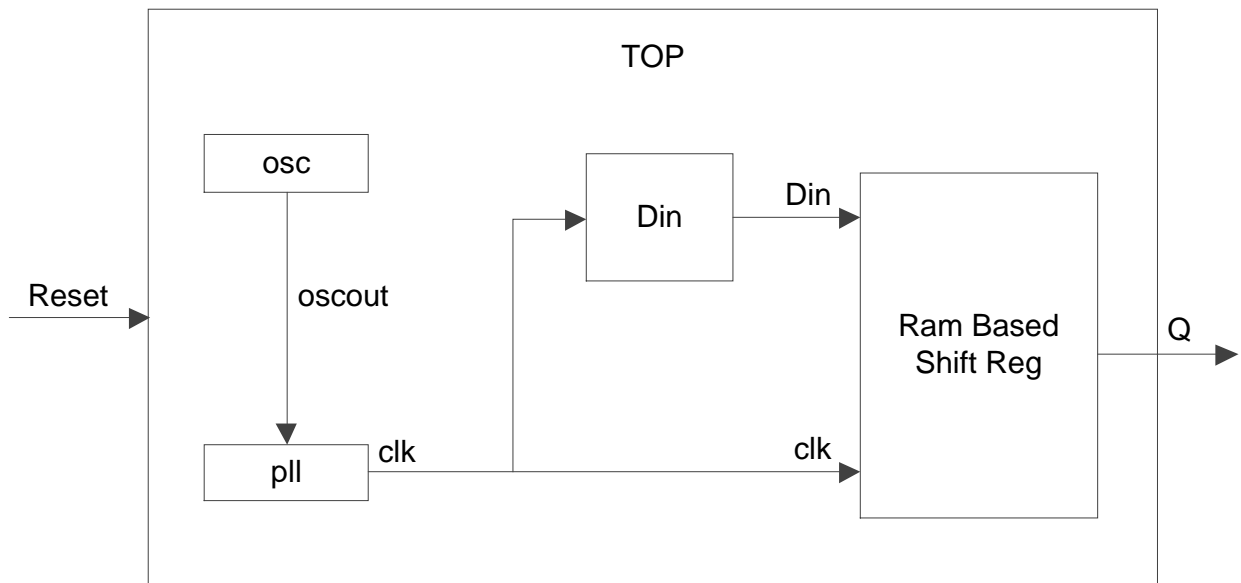 TOP
osc
Din
Din
Reset
oscout
Ram Based
Shift Reg
Q
pll
clk
clk